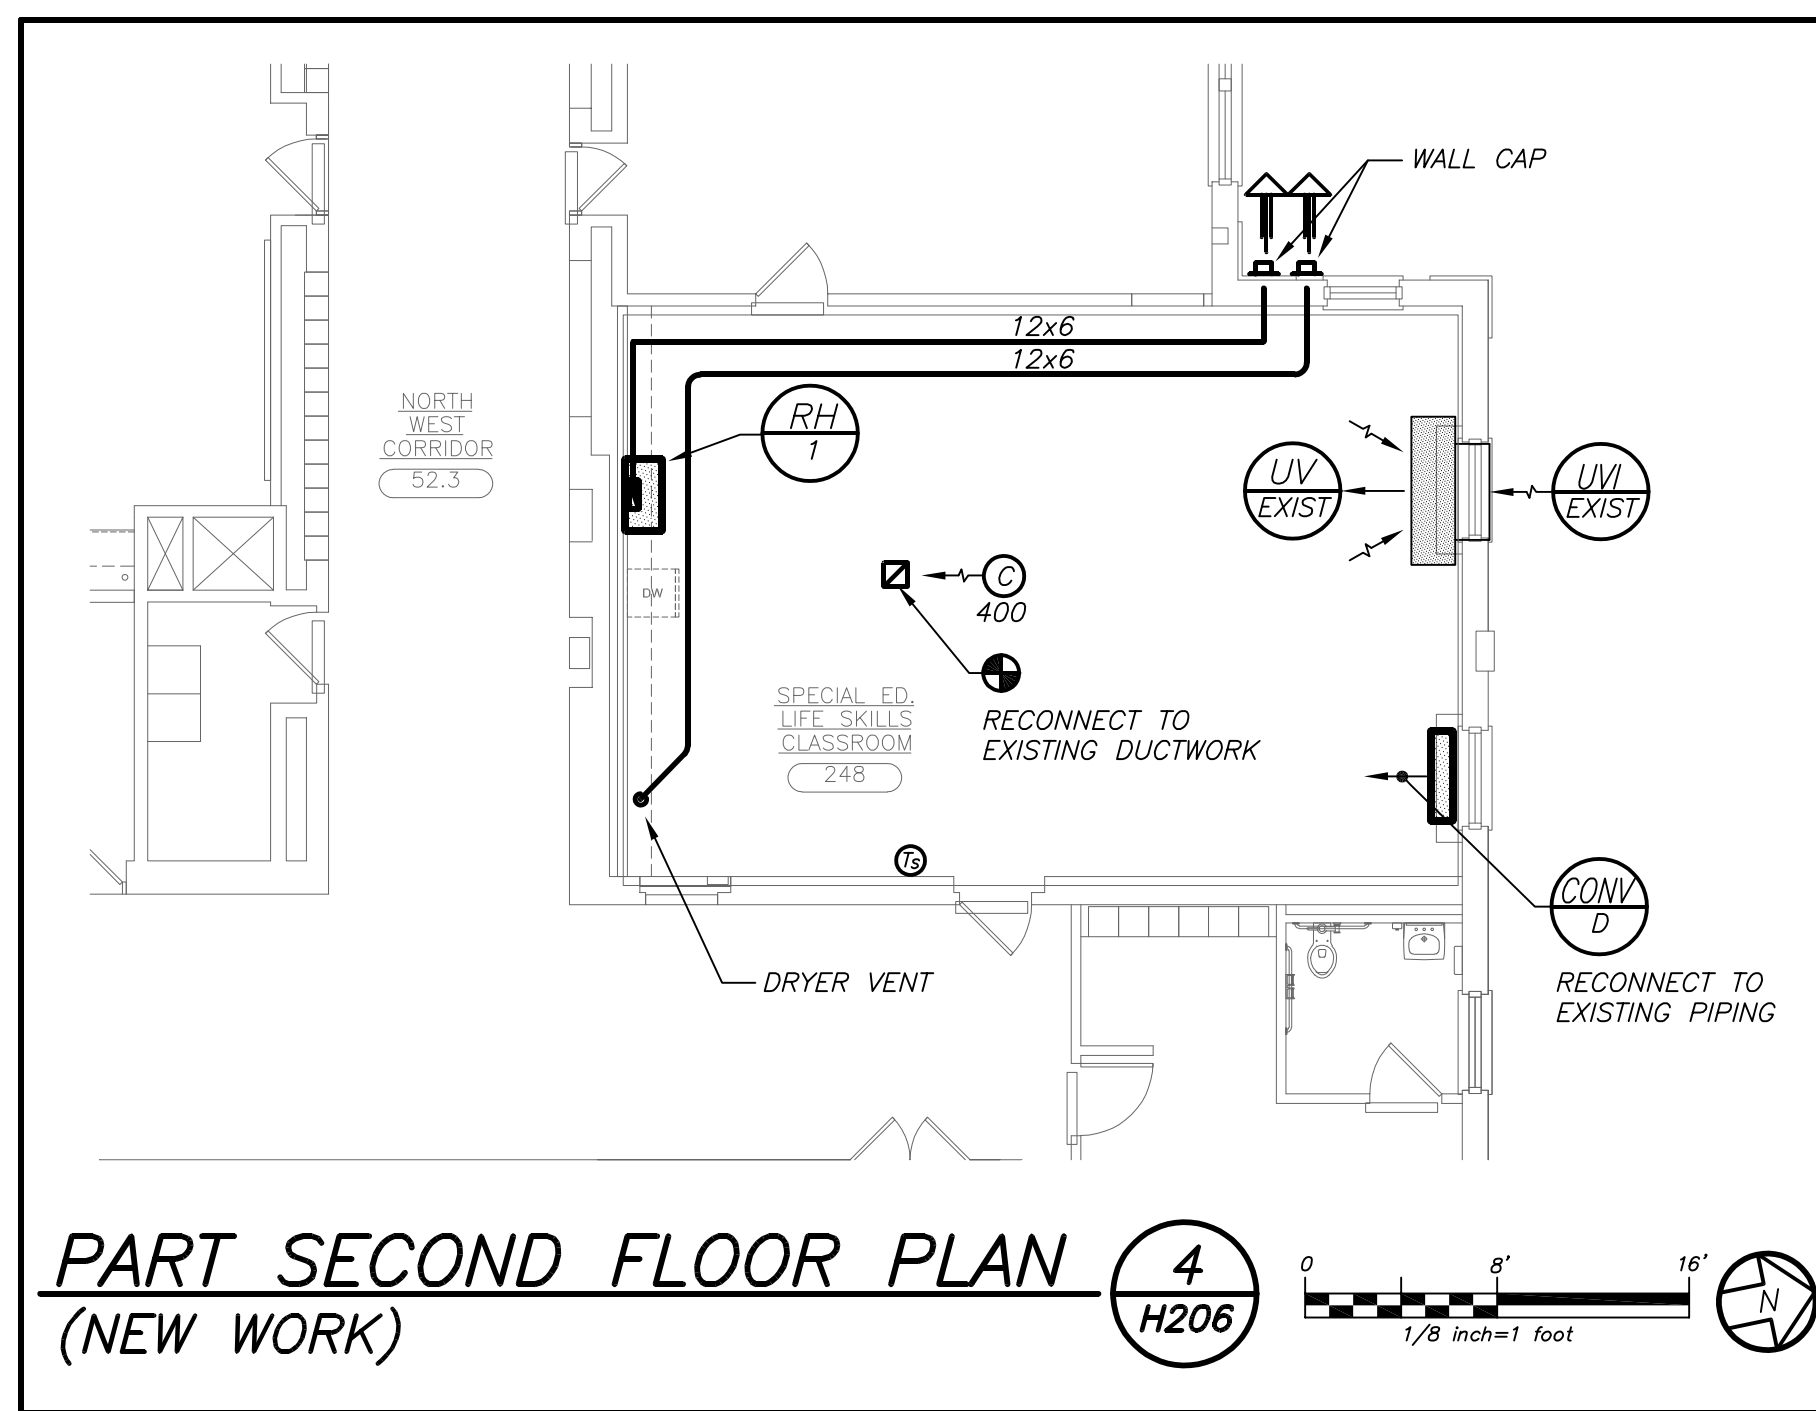 WALL CAP
12x6
12x6
RH
1
NORTH
WEST
CORRIDOR
52.3
UV
EXIST
UVI
EXIST
C
400
DW
SPECIAL ED.
LIFE SKILLS
CLASSROOM
248
RECONNECT TO
EXISTING DUCTWORK
Ts
CONV
D
DRYER VENT
RECONNECT TO
EXISTING PIPING
PART SECOND FLOOR PLAN
(NEW WORK)
4
H206
0 8' 16'
1/8 inch=1 foot
N